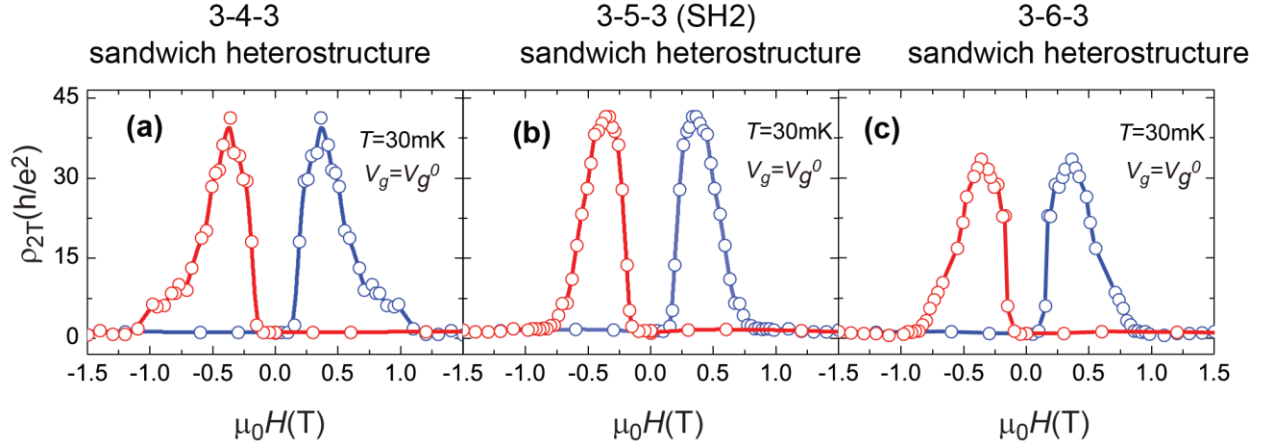 3-4-3
sandwich heterostructure
3-5-3 (SH2)
sandwich heterostructure
3-6-3
sandwich heterostructure
ρ2T(h/e²)
45
30
15
0
(a)
T=30mK
Vg=Vg⁰
(b)
T=30mK
Vg=Vg⁰
(c)
T=30mK
Vg=Vg⁰
-1.5 -1.0 -0.5 0.0 0.5 1.0 -1.5 -1.0 -0.5 0.0 0.5 1.0 -1.5 -1.0 -0.5 0.0 0.5 1.0 1.5
μ0H(T) μ0H(T) μ0H(T)